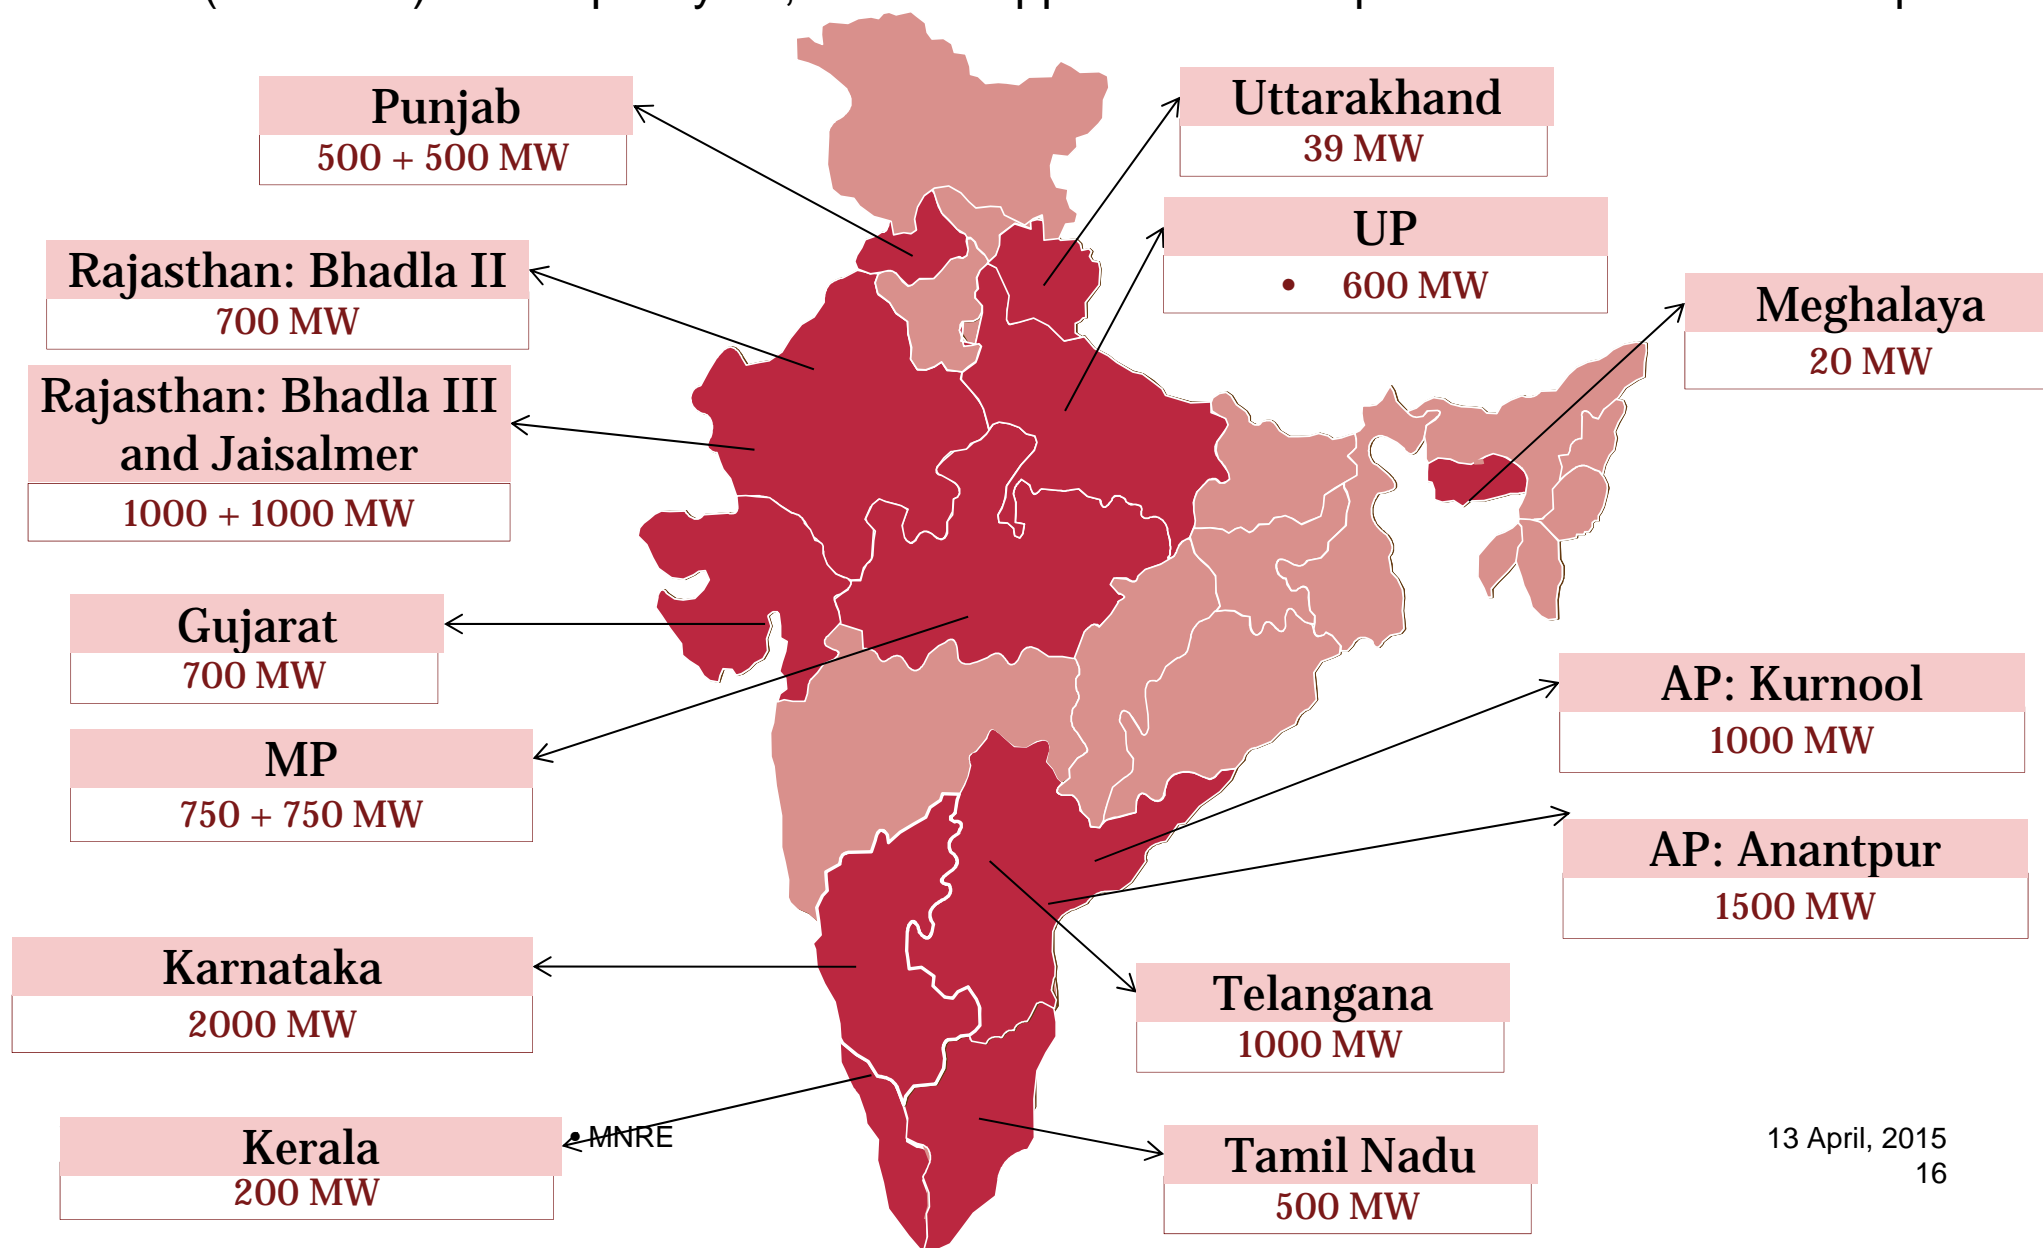 Punjab
500 + 500 MW
Uttarakhand
39 MW
UP
• 600 MW
Rajasthan: Bhadla II
700 MW
Meghalaya
20 MW
Rajasthan: Bhadla III
and Jaisalmer
1000 + 1000 MW
Gujarat
700 MW
AP: Kurnool
1000 MW
MP
750 + 750 MW
AP: Anantpur
1500 MW
Karnataka
2000 MW
Telangana
1000 MW
Kerala
200 MW
• MNRE
Tamil Nadu
500 MW
13 April, 2015
16